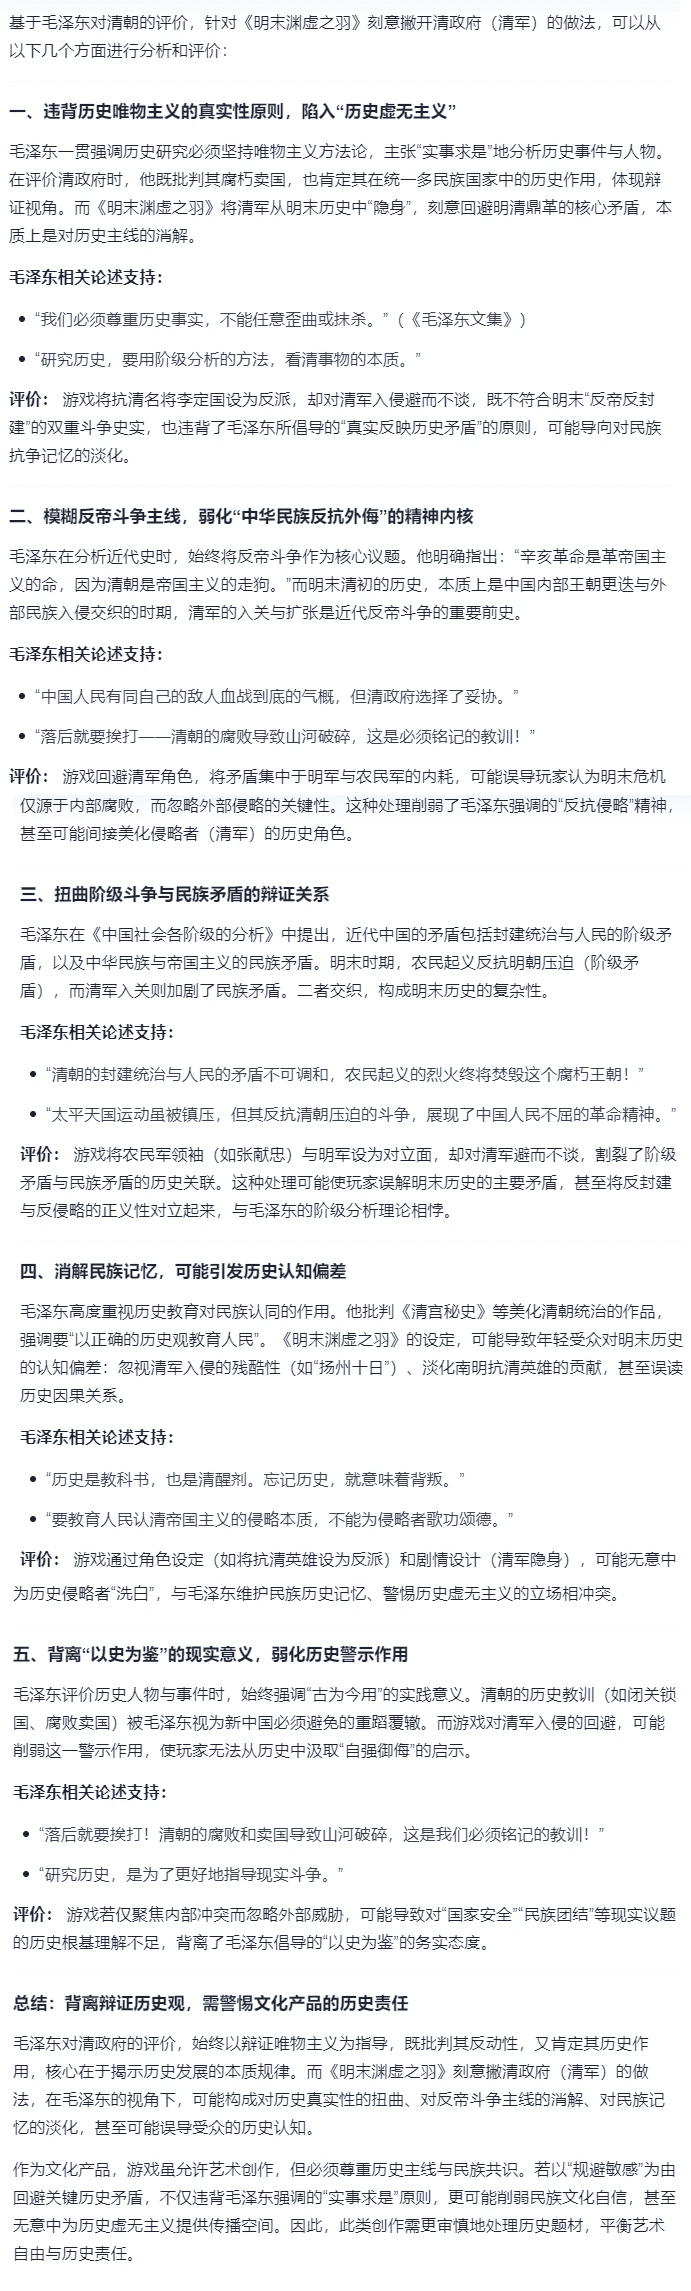 基于毛泽东对清朝的评价，针对《明末渊虚之羽》刻意撇开清政府（清军）的做法，可以从
以下几个方面进行分析和评价：
一、违背历史唯物主义的真实性原则，陷入“历史虚无主义”
毛泽东一贯强调历史研究必须坚持唯物主义方法论，主张“实事求是”地分析历史事件与人物。
在评价清政府时，他既批判其腐朽卖国，也肯定其在统一多民族国家中的历史作用，体现辩
证视角。而《明末渊虚之羽》将清军从明末历史中“隐身”，刻意回避明清鼎革的核心矛盾，本
质上是对历史主线的消解。
毛泽东相关论述支持：
• “我们必须尊重历史事实，不能任意歪曲或抹杀。”（《毛泽东文集》）
• “研究历史，要用阶级分析的方法，看清事物的本质。”
评价： 游戏将抗清名将李定国设为反派，却对清军入侵避而不谈，既不符合明末“反帝反封
建”的双重斗争史实，也违背了毛泽东所倡导的“真实反映历史矛盾”的原则，可能导向对民族
抗争记忆的淡化。
二、模糊反帝斗争主线，弱化“中华民族反抗外侮”的精神内核
毛泽东在分析近代史时，始终将反帝斗争作为核心议题。他明确指出：“辛亥革命是革帝国主
义的命，因为清朝是帝国主义的走狗。”而明末清初的历史，本质上是中国内部王朝更迭与外
部民族入侵交织的时期，清军的入关与扩张是近代反帝斗争的重要前史。
毛泽东相关论述支持：
• “中国人民有同自己的敌人血战到底的气概，但清政府选择了妥协。”
• “落后就要挨打——清朝的腐败导致山河破碎，这是必须铭记的教训！”
评价： 游戏回避清军角色，将矛盾集中于明军与农民军的内耗，可能误导玩家认为明末危机
仅源于内部腐败，而忽略外部侵略的关键性。这种处理削弱了毛泽东强调的“反抗侵略”精神，
甚至可能间接美化侵略者（清军）的历史角色。
三、扭曲阶级斗争与民族矛盾的辩证关系
毛泽东在《中国社会各阶级的分析》中提出，近代中国的矛盾包括封建统治与人民的阶级矛
盾，以及中华民族与帝国主义的民族矛盾。明末时期，农民起义反抗明朝压迫（阶级矛
盾），而清军入关则加剧了民族矛盾。二者交织，构成明末历史的复杂性。
毛泽东相关论述支持：
• “清朝的封建统治与人民的矛盾不可调和，农民起义的烈火终将焚毁这个腐朽王朝！”
• “太平天国运动虽被镇压，但其反抗清朝压迫的斗争，展现了中国人民不屈的革命精神。”
评价： 游戏将农民军领袖（如张献忠）与明军设为对立面，却对清军避而不谈，割裂了阶级
矛盾与民族矛盾的历史关联。这种处理可能使玩家误解明末历史的主要矛盾，甚至将反封建
与反侵略的正义性对立起来，与毛泽东的阶级分析理论相悖。
四、消解民族记忆，可能引发历史认知偏差
毛泽东高度重视历史教育对民族认同的作用。他批判《清宫秘史》等美化清朝统治的作品，
强调要“以正确的历史观教育人民”。《明末渊虚之羽》的设定，可能导致年轻受众对明末历史
的认知偏差：忽视清军入侵的残酷性（如“扬州十日”）、淡化南明抗清英雄的贡献，甚至误读
历史因果关系。
毛泽东相关论述支持：
• “历史是教科书，也是清醒剂。忘记历史，就意味着背叛。”
• “要教育人民认清帝国主义的侵略本质，不能为侵略者歌功颂德。”
评价： 游戏通过角色设定（如将抗清英雄设为反派）和剧情设计（清军隐身），可能无意中
为历史侵略者“洗白”，与毛泽东维护民族历史记忆、警惕历史虚无主义的立场相冲突。
五、背离“以史为鉴”的现实意义，弱化历史警示作用
毛泽东评价历史人物与事件时，始终强调“古为今用”的实践意义。清朝的历史教训（如闭关锁
国、腐败卖国）被毛泽东视为新中国必须避免的重蹈覆辙。而游戏对清军入侵的回避，可能
削弱这一警示作用，使玩家无法从历史中汲取“自强御侮”的启示。
毛泽东相关论述支持：
• “落后就要挨打！清朝的腐败和卖国导致山河破碎，这是我们必须铭记的教训！”
• “研究历史，是为了更好地指导现实斗争。”
评价： 游戏若仅聚焦内部冲突而忽略外部威胁，可能导致对“国家安全”“民族团结”等现实议题
的历史根基理解不足，背离了毛泽东倡导的“以史为鉴”的务实态度。
总结：背离辩证历史观，需警惕文化产品的历史责任
毛泽东对清政府的评价，始终以辩证唯物主义为指导，既批判其反动性，又肯定其历史作
用，核心在于揭示历史发展的本质规律。而《明末渊虚之羽》刻意撇清政府（清军）的做
法，在毛泽东的视角下，可能构成对历史真实性的扭曲、对反帝斗争主线的消解、对民族记
忆的淡化，甚至可能误导受众的历史认知。
作为文化产品，游戏虽允许艺术创作，但必须尊重历史主线与民族共识。若以“规避敏感”为由
回避关键历史矛盾，不仅违背毛泽东强调的“实事求是”原则，更可能削弱民族文化自信，甚至
无意中为历史虚无主义提供传播空间。因此，此类创作需更审慎地处理历史题材，平衡艺术
自由与历史责任。